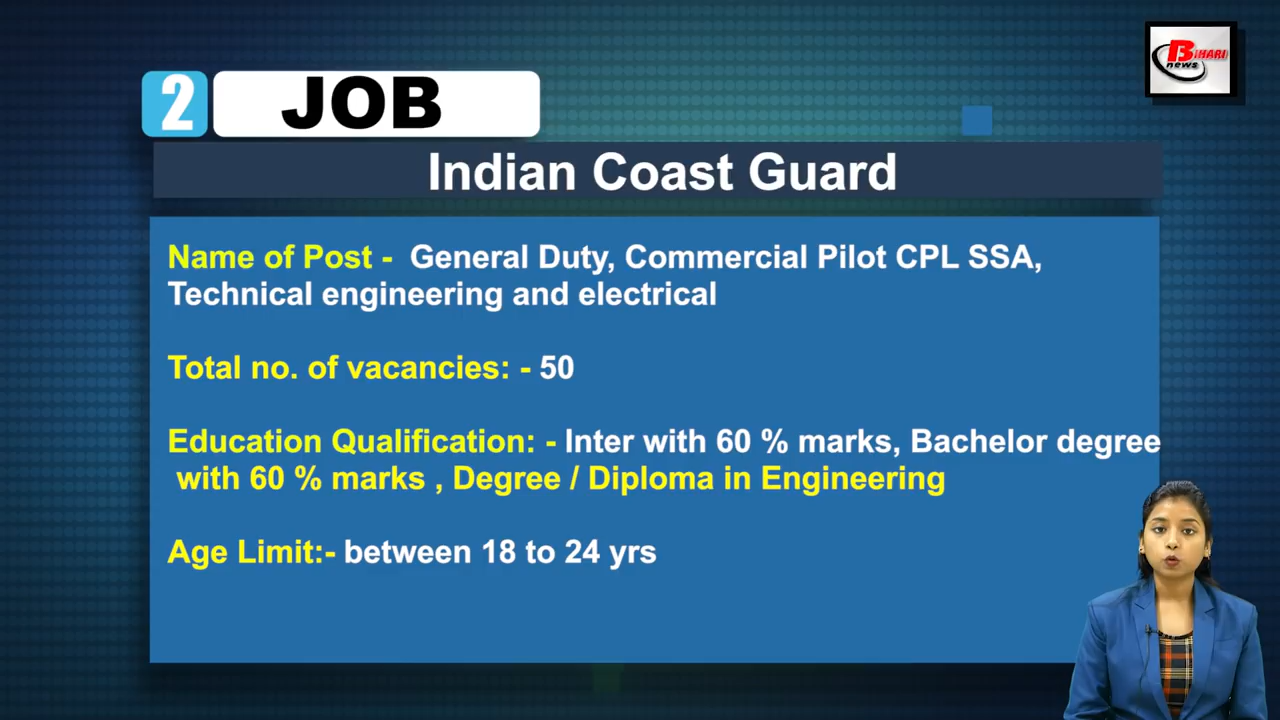 BIHARI
news
2 JOB
Indian Coast Guard
Name of Post - General Duty, Commercial Pilot CPL SSA,
Technical engineering and electrical
Total no. of vacancies: - 50
Education Qualification: - Inter with 60 % marks, Bachelor degree
with 60 % marks , Degree / Diploma in Engineering
Age Limit:- between 18 to 24 yrs